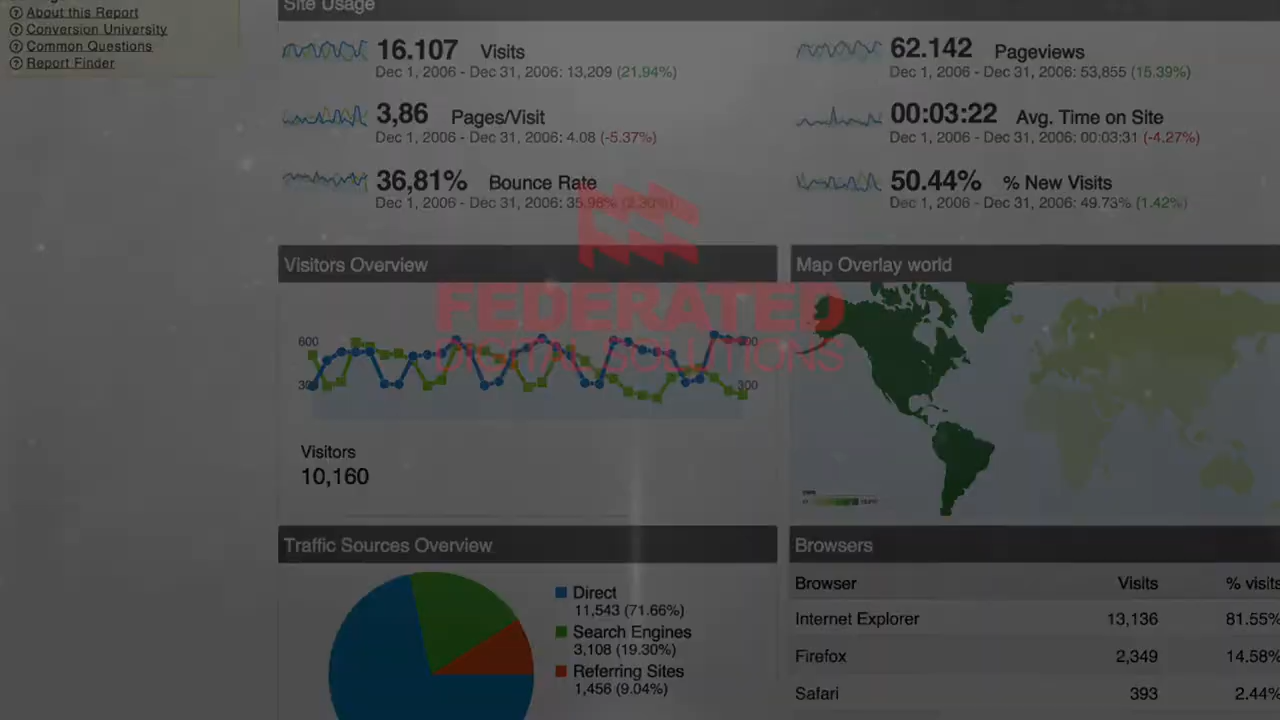 About this Report
Conversion University
Common Questions
Report Finder
Site Usage
16.107 Visits
Dec 1, 2006 - Dec 31, 2006: 13,209 (21.94%)
62.142 Pageviews
Dec 1, 2006 - Dec 31, 2006: 53,855 (15.39%)
3,86 Pages/Visit
Dec 1, 2006 - Dec 31, 2006: 4.08 (-5.37%)
00:03:22 Avg. Time on Site
Dec 1, 2006 - Dec 31, 2006: 00:03:31 (-4.27%)
36,81% Bounce Rate
Dec 1, 2006 - Dec 31, 2006: 35.98% (2.30%)
50.44% % New Visits
Dec 1, 2006 - Dec 31, 2006: 49.73% (1.42%)
FEDERATED
DIGITAL SOLUTIONS
Visitors Overview
600
300
300
Visitors
10,160
Map Overlay world
Traffic Sources Overview
Direct
11,543 (71.66%)
Search Engines
3,108 (19.30%)
Referring Sites
1,456 (9.04%)
Browsers
Browser Visits % visits
Internet Explorer 13,136 81.55%
Firefox 2,349 14.58%
Safari 393 2.44%